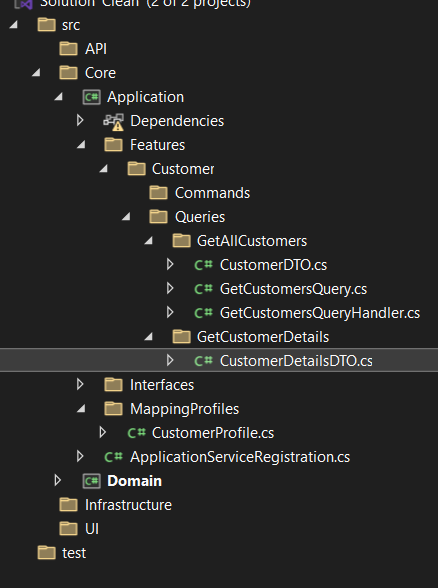 Solution 'Clean' (2 of 2 projects)
src
API
Core
C# Application
Dependencies
Features
Customer
Commands
Queries
GetAllCustomers
C# CustomerDTO.cs
C# GetCustomersQuery.cs
C# GetCustomersQueryHandler.cs
GetCustomerDetails
C# CustomerDetailsDTO.cs
Interfaces
MappingProfiles
C# CustomerProfile.cs
C# ApplicationServiceRegistration.cs
C# Domain
Infrastructure
UI
test